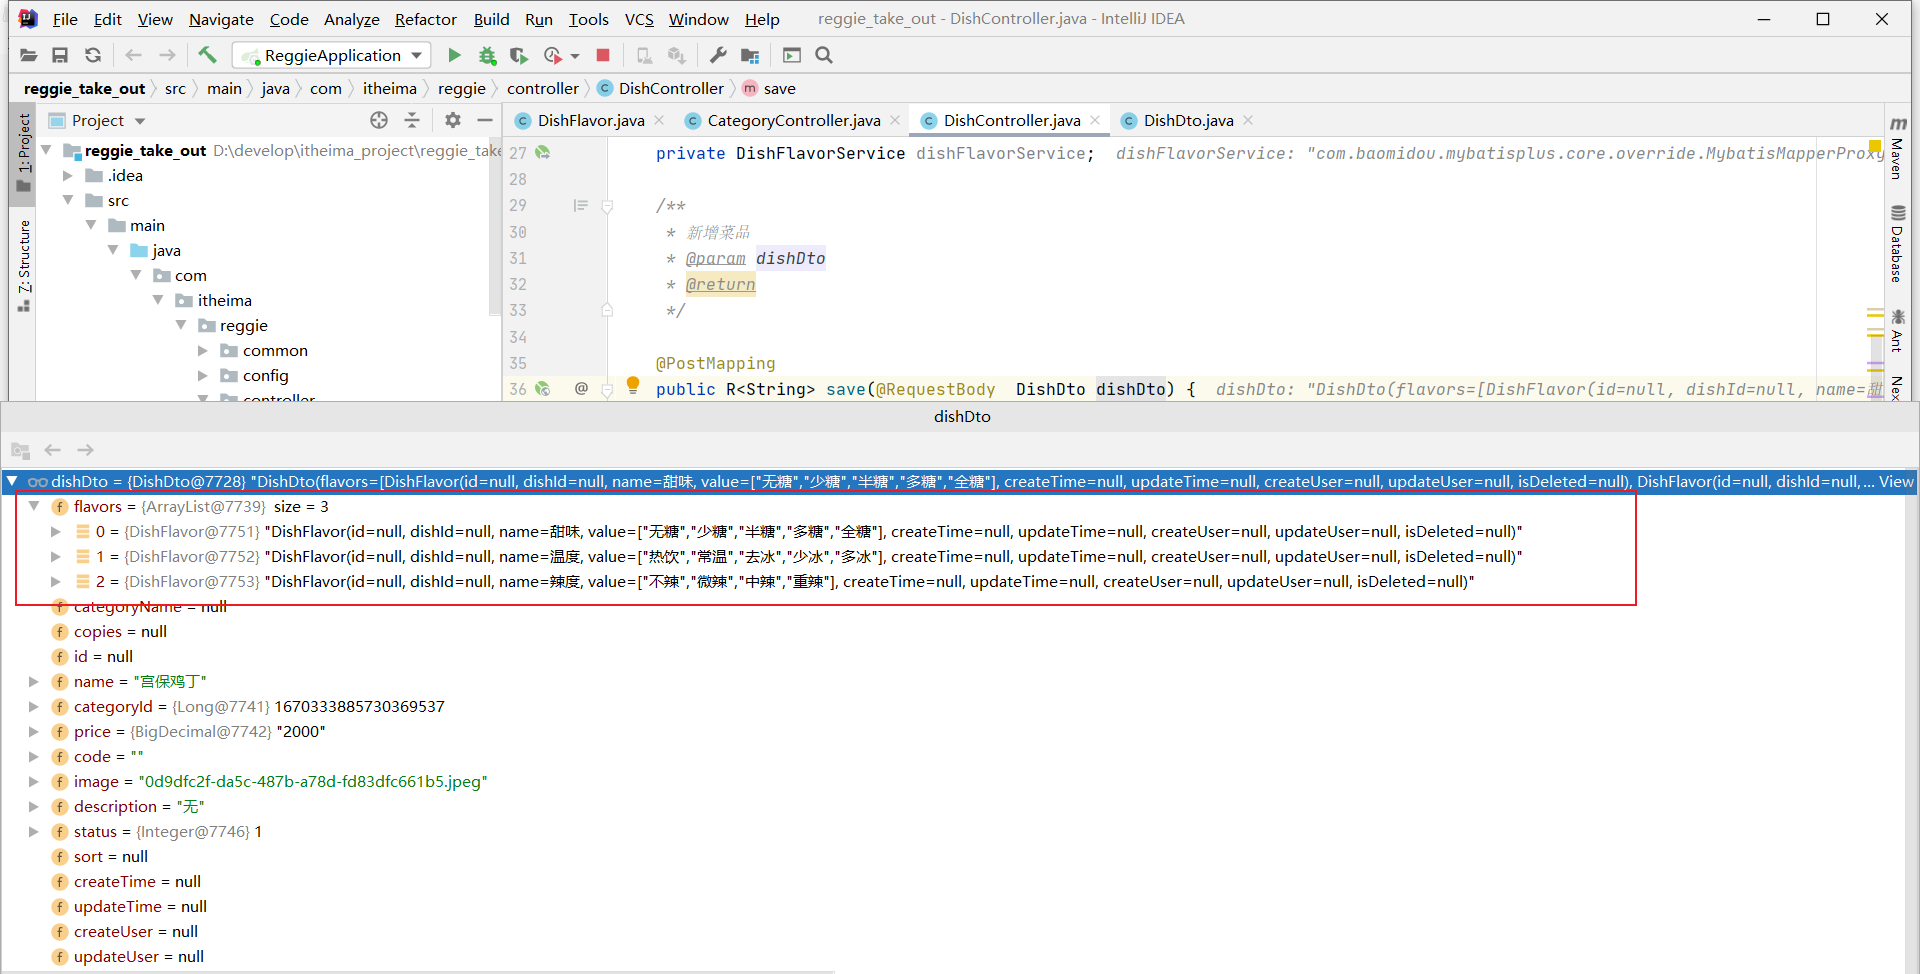 File Edit View Navigate Code Analyze Refactor Build Run Tools VCS Window Help reggie_take_out - DishController.java - IntelliJ IDEA
ReggieApplication
reggie_take_out src main java com itheima reggie controller C DishController m save
Project
DishFlavor.java CategoryController.java DishController.java DishDto.java
1: Project
Z: Structure
m Maven
Database
Ant
reggie_take_out D:\develop\itheima_project\reggie_take
.idea
src
main
java
com
itheima
reggie
common
config
controller
27 private DishFlavorService dishFlavorService; dishFlavorService: "com.baomidou.mybatisplus.core.override.MybatisMapperProxy
28
29 /**
30 * 新增菜品
31 * @param dishDto
32 * @return
33 */
34
35 @PostMapping
36 @ public R<String> save(@RequestBody DishDto dishDto) { dishDto: "DishDto(flavors=[DishFlavor(id=null, dishId=null, name=甜
dishDto
dishDto = {DishDto@7728} "DishDto(flavors=[DishFlavor(id=null, dishId=null, name=甜味, value=["无糖","少糖","半糖","多糖","全糖"], createTime=null, updateTime=null, createUser=null, updateUser=null, isDeleted=null), DishFlavor(id=null, dishId=null, ... View
f flavors = {ArrayList@7739} size = 3
0 = {DishFlavor@7751} "DishFlavor(id=null, dishId=null, name=甜味, value=["无糖","少糖","半糖","多糖","全糖"], createTime=null, updateTime=null, createUser=null, updateUser=null, isDeleted=null)"
1 = {DishFlavor@7752} "DishFlavor(id=null, dishId=null, name=温度, value=["热饮","常温","去冰","少冰","多冰"], createTime=null, updateTime=null, createUser=null, updateUser=null, isDeleted=null)"
2 = {DishFlavor@7753} "DishFlavor(id=null, dishId=null, name=辣度, value=["不辣","微辣","中辣","重辣"], createTime=null, updateTime=null, createUser=null, updateUser=null, isDeleted=null)"
f categoryName = null
f copies = null
f id = null
f name = "宫保鸡丁"
f categoryId = {Long@7741} 1670333885730369537
f price = {BigDecimal@7742} "2000"
f code = ""
f image = "0d9dfc2f-da5c-487b-a78d-fd83dfc661b5.jpeg"
f description = "无"
f status = {Integer@7746} 1
f sort = null
f createTime = null
f updateTime = null
f createUser = null
f updateUser = null